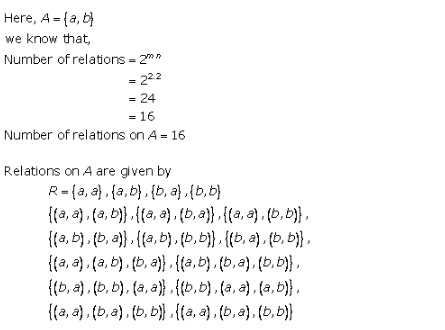 Here, A = {a, b}
we know that,
Number of relations = 2^{mn}
= 2^{2.2}
= 24
= 16
Number of relations on A = 16
Relations on A are given by
R = {a, a} , {a, b} , {b, a} , {b, b}
{(a, a) , (a, b)} , {(a, a) , (b, a)} , {(a, a) , (b, b)} ,
{(a, b) , (b, a)} , {(a, b) , (b, b)} , {(b, a) , (b, b)} ,
{(a, a) , (a, b) , (b, a)} , {(a, b) , (b, a) , (b, b)} ,
{(b, a) , (b, b) , (a, a)} , {(b, b) , (a, a) , (a, b)} ,
{(a, a) , (b, a) , (b, b)} , {(a, a) , (b, a) , (b, b)}